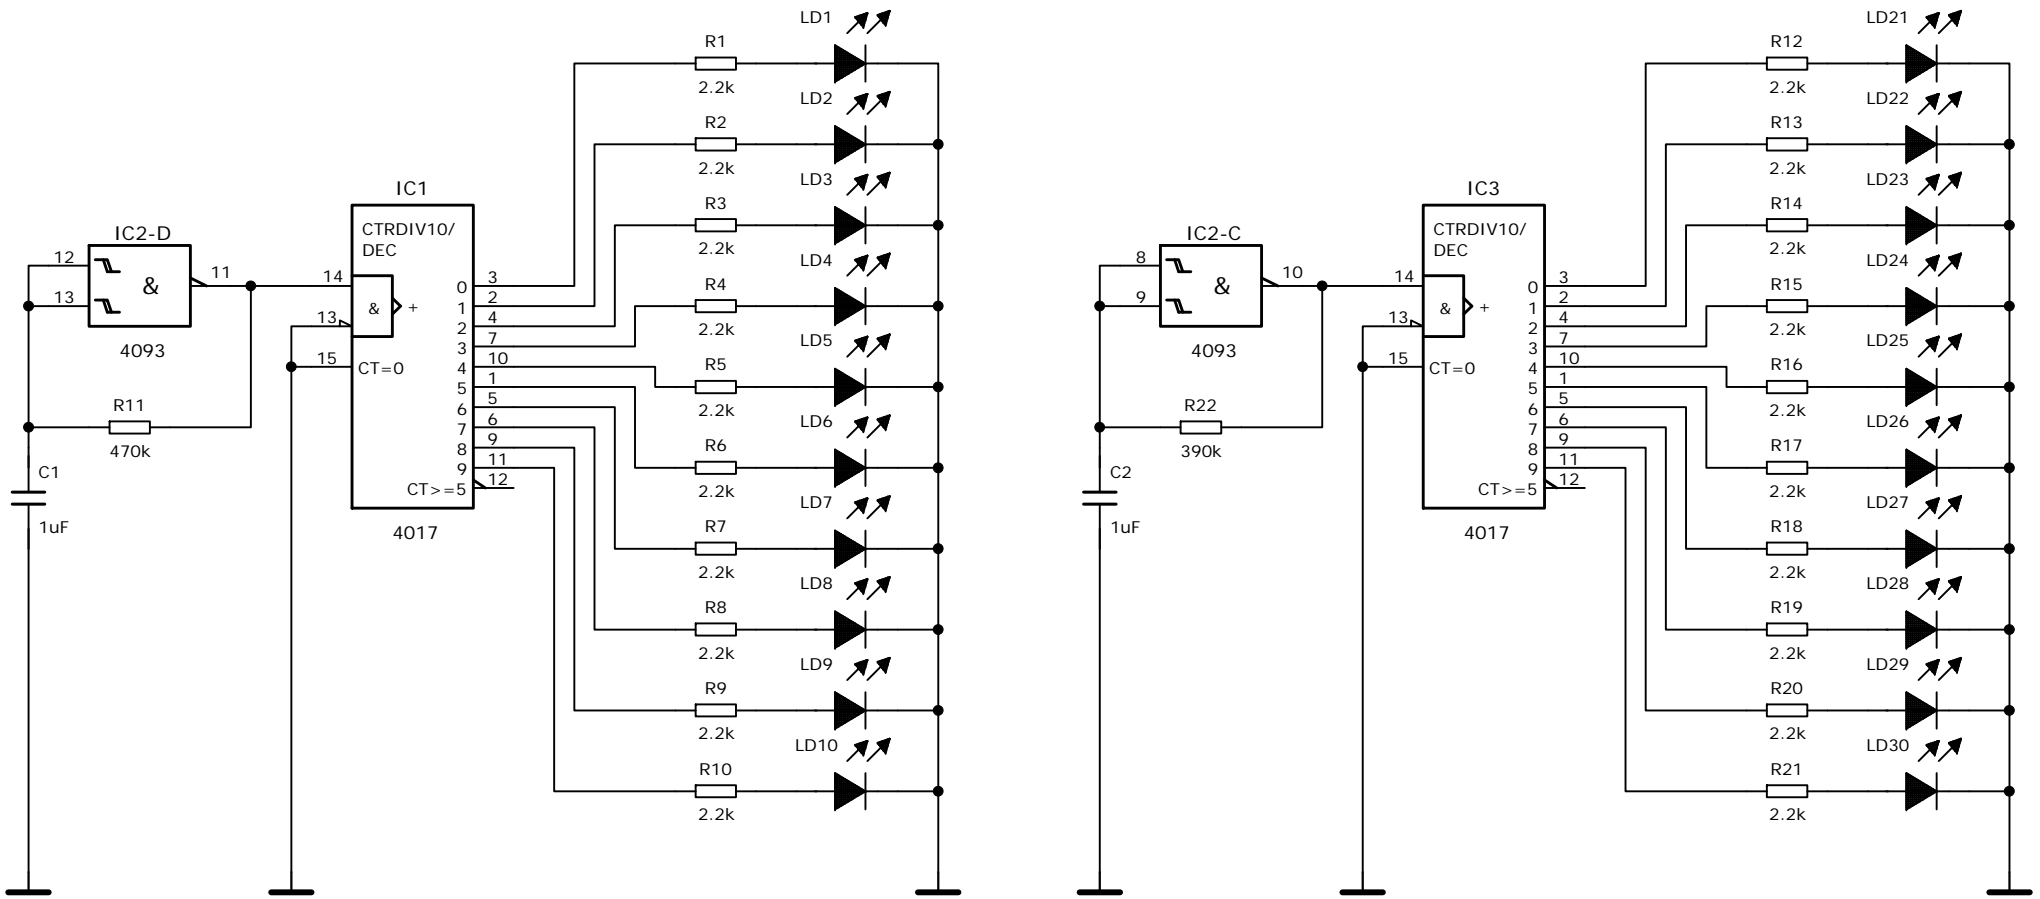 LD1
R1
2.2k
LD2
R2
2.2k
LD3
R3
2.2k
LD4
R4
2.2k
LD5
R5
2.2k
LD6
R6
2.2k
LD7
R7
2.2k
LD8
R8
2.2k
LD9
R9
2.2k
LD10
R10
2.2k
IC1
CTRDIV10/
DEC
14
&
+
13
15
CT=0
0 3
1 2
2 4
3 7
4 10
5 1
6 5
7 6
8 9
9 11
CT>=5 12
4017
IC2-D
12
13
&
11
4093
R11
470k
C1
1uF
LD21
R12
2.2k
LD22
R13
2.2k
LD23
R14
2.2k
LD24
R15
2.2k
LD25
R16
2.2k
LD26
R17
2.2k
LD27
R18
2.2k
LD28
R19
2.2k
LD29
R20
2.2k
LD30
R21
2.2k
IC3
CTRDIV10/
DEC
14
&
+
13
15
CT=0
0 3
1 2
2 4
3 7
4 10
5 1
6 5
7 6
8 9
9 11
CT>=5 12
4017
IC2-C
8
9
&
10
4093
R22
390k
C2
1uF